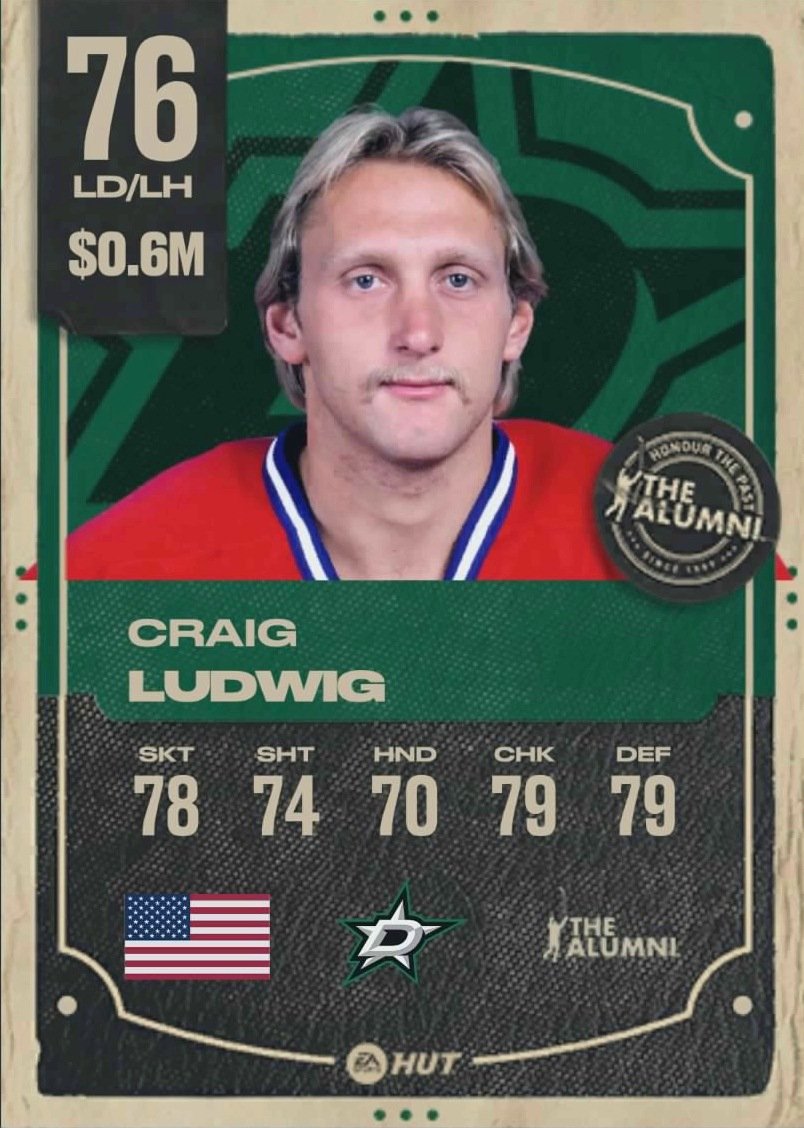 76
LD/LH
$0.6M
HONOUR THE PAST
THE
ALUMNI
CRAIG
LUDWIG
SKT SHT HND CHK DEF
78 74 70 79 79
D
THE
ALUMNI
EA
HUT